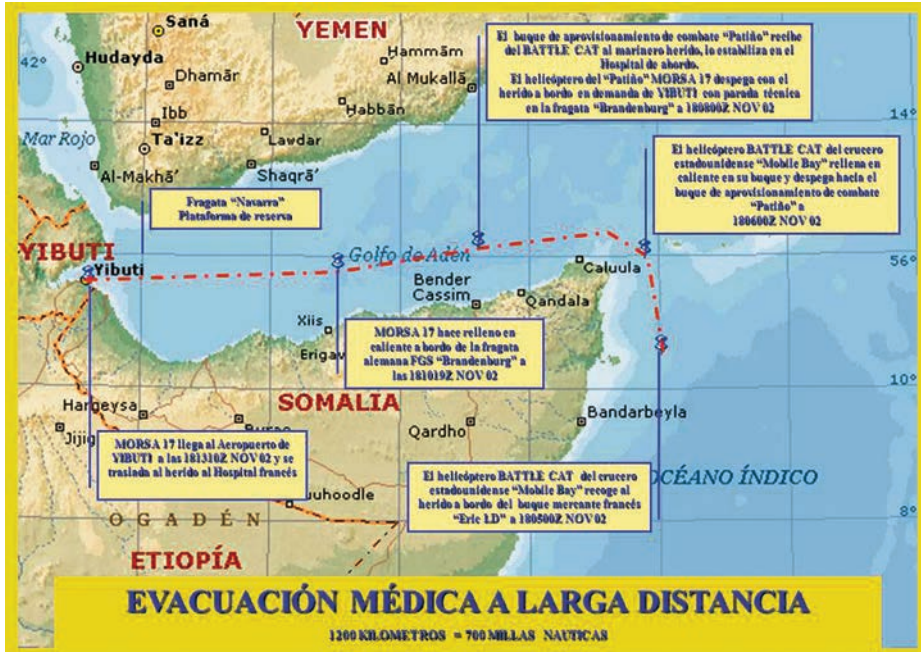 YEMEN
Saná
Hudayda
42°
Dhamār
Ibb
Ta'izz
Mar Rojo
Al-Makhā'
Hammām
Al Mukallā
Habbān
Lawdar
Shaqrā'
14°
El buque de aprovisionamiento de combate “Patiño” recibe
del BATTLE CAT al marinero herido, lo estabiliza en el
Hospital de abordo.
El helicóptero del “Patiño” MORSA 17 despega con el
herido a bordo en demanda de YIBUTI con parada técnica
en la fragata “Brandenburg” a 180800Z NOV 02
El helicóptero BATTLE CAT del crucero
estadounidense “Mobile Bay” rellena en
caliente en su buque y despega hacia el
buque de aprovisionamiento de combate
“Patiño” a
180600Z NOV 02
Fragata “Navarra”
Plataforma de reserva
YIBUTI
Yibuti
Golfo de Adén
56°
Caluula
Bender
Cassim
Qandala
Xiis
Erigav
MORSA 17 hace relleno en
caliente a bordo de la fragata
alemana FGS “Brandenburg” a
las 181019Z NOV 02
10°
SOMALIA
Hargeysa
Jijig
Burao
Qardho
Bandarbeyla
MORSA 17 llega al Aeropuerto de
YIBUTI a las 181310Z NOV 02 y se
traslada al herido al Hospital francés
El helicóptero BATTLE CAT del crucero
estadounidense “Mobile Bay” recoge al
herido a bordo del buque mercante francés
“Eric LD” a 180500Z NOV 02
OCÉANO ÍNDICO
uuhoodle
8°
OGADÉN
ETIOPÍA
EVACUACIÓN MÉDICA A LARGA DISTANCIA
1200 KILOMETROS = 700 MILLAS NAUTICAS